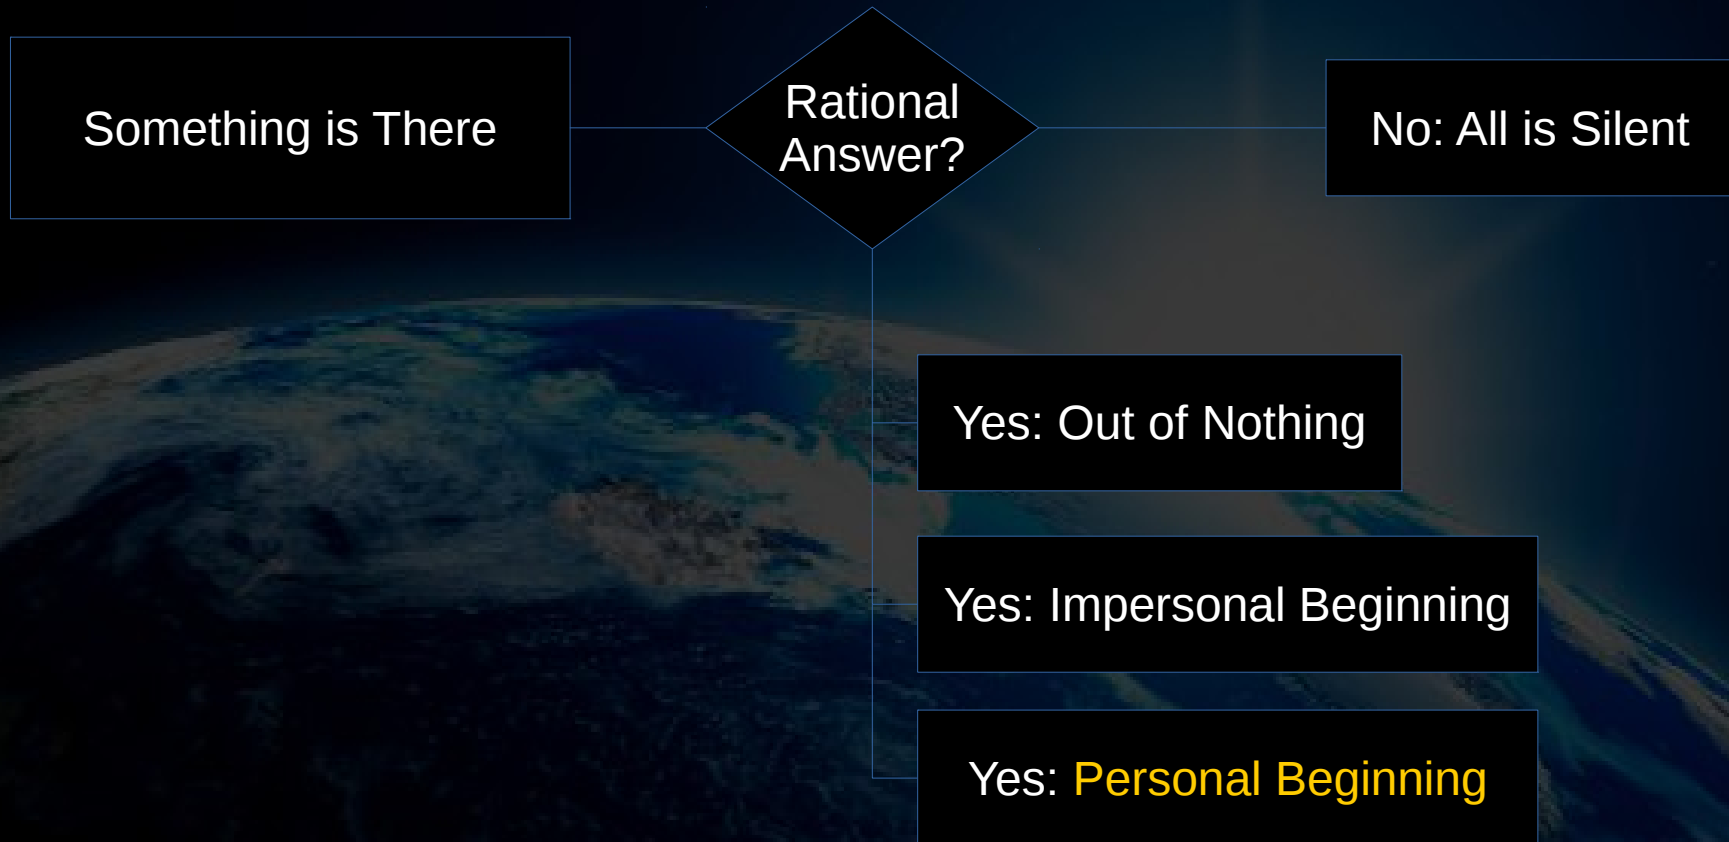 Something is There
Rational
Answer?
No: All is Silent
Yes: Out of Nothing
Yes: Impersonal Beginning
Yes: Personal Beginning